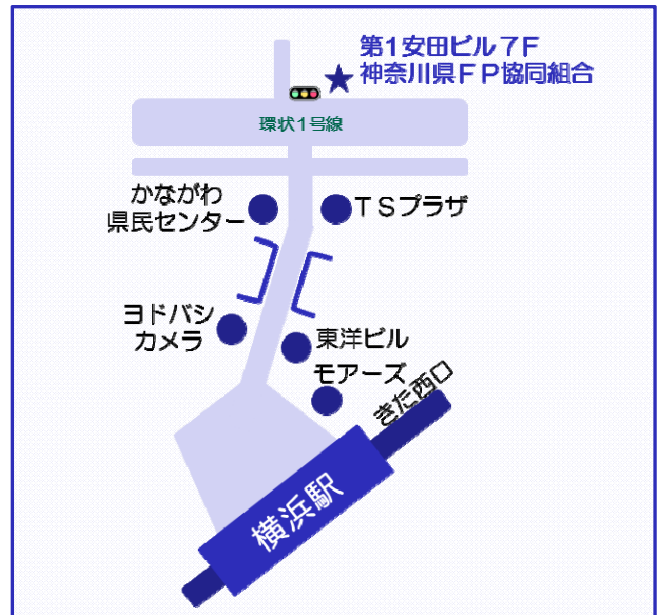 第1安田ビル7F
神奈川県FP協同組合
環状1号線
かながわ
県民センター
TSプラザ
ヨドバシ
カメラ
東洋ビル
モアーズ
きた西口
横浜駅